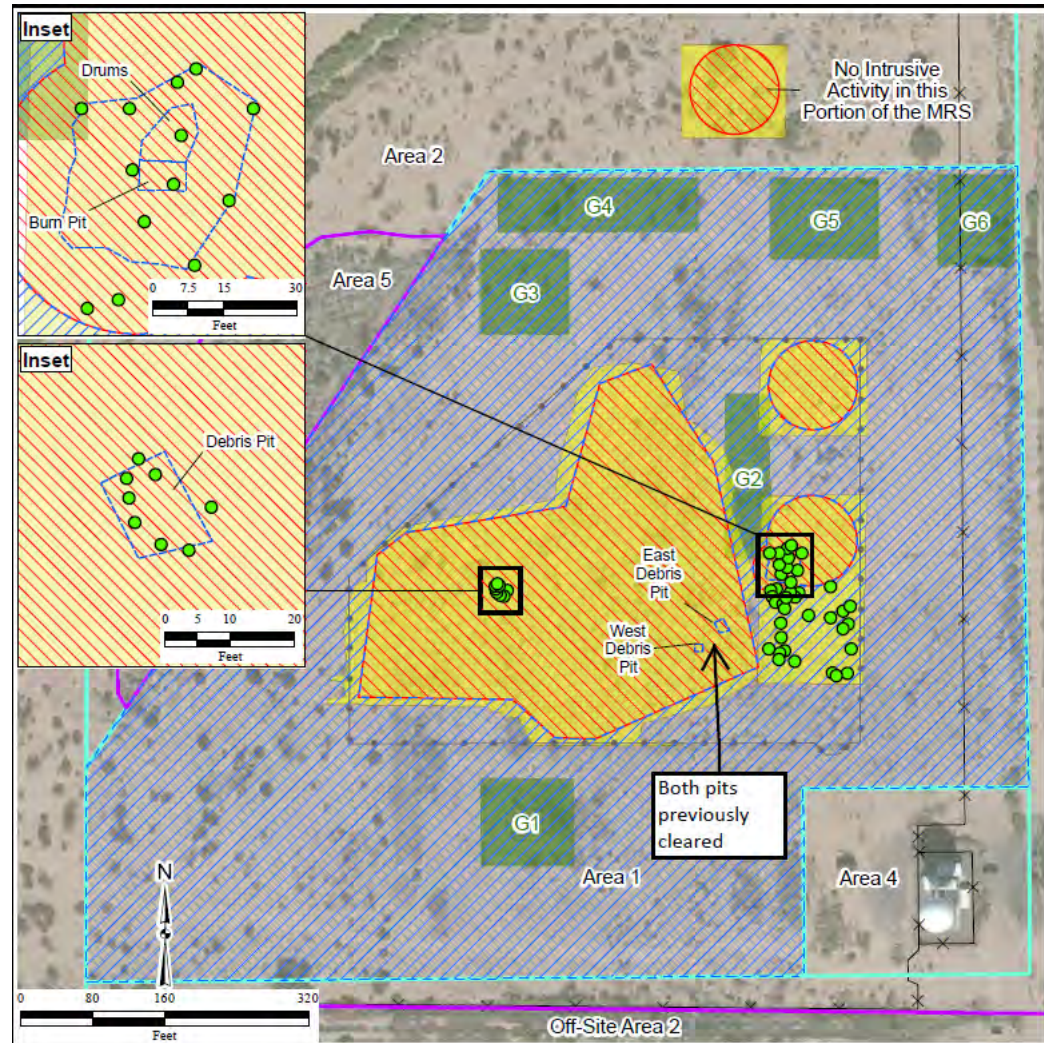 Inset
Drums
Burn Pit
0 7.5 15 30
Feet
Inset
Debris Pit
0 5 10 20
Feet
No Intrusive
Activity in this
Portion of the MRS
Area 2
Area 5
G4
G5
G6
G3
G2
East
Debris
Pit
West
Debris
Pit
Both pits
previously
cleared
G1
Area 1
Area 4
N
0 80 160 320
Feet
Off-Site Area 2